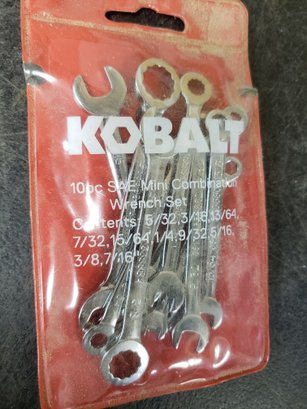 KOBALT
10pc SAE Mini Combination
Wrench Set
Contents: 5/32,3/16,13/64,
7/32,15/64,1/4,9/32,5/16,
3/8,7/16"